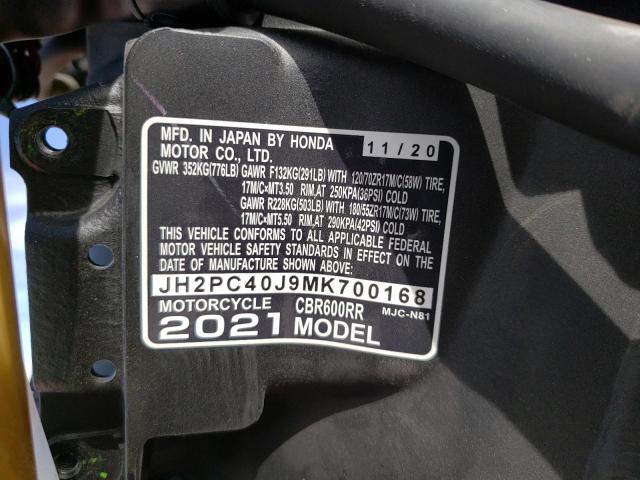 MFD. IN JAPAN BY HONDA
MOTOR CO., LTD. 11/20
GVWR 352KG(776LB) GAWR F132KG(291LB) WITH 120/70ZR17M/C(58W) TIRE,
17M/C×MT3.50 RIM,AT 250KPA(36PSI) COLD
GAWR R228KG(503LB) WITH 180/55ZR17M/C(73W) TIRE,
17M/C×MT5.50 RIM,AT 290KPA(42PSI) COLD
THIS VEHICLE CONFORMS TO ALL APPLICABLE FEDERAL
MOTOR VEHICLE SAFETY STANDARDS IN EFFECT ON THE
DATE OF MANUFACTURE SHOWN ABOVE.
JH2PC40J9MK700168
MOTORCYCLE CBR600RR MJC-N81
2021 MODEL